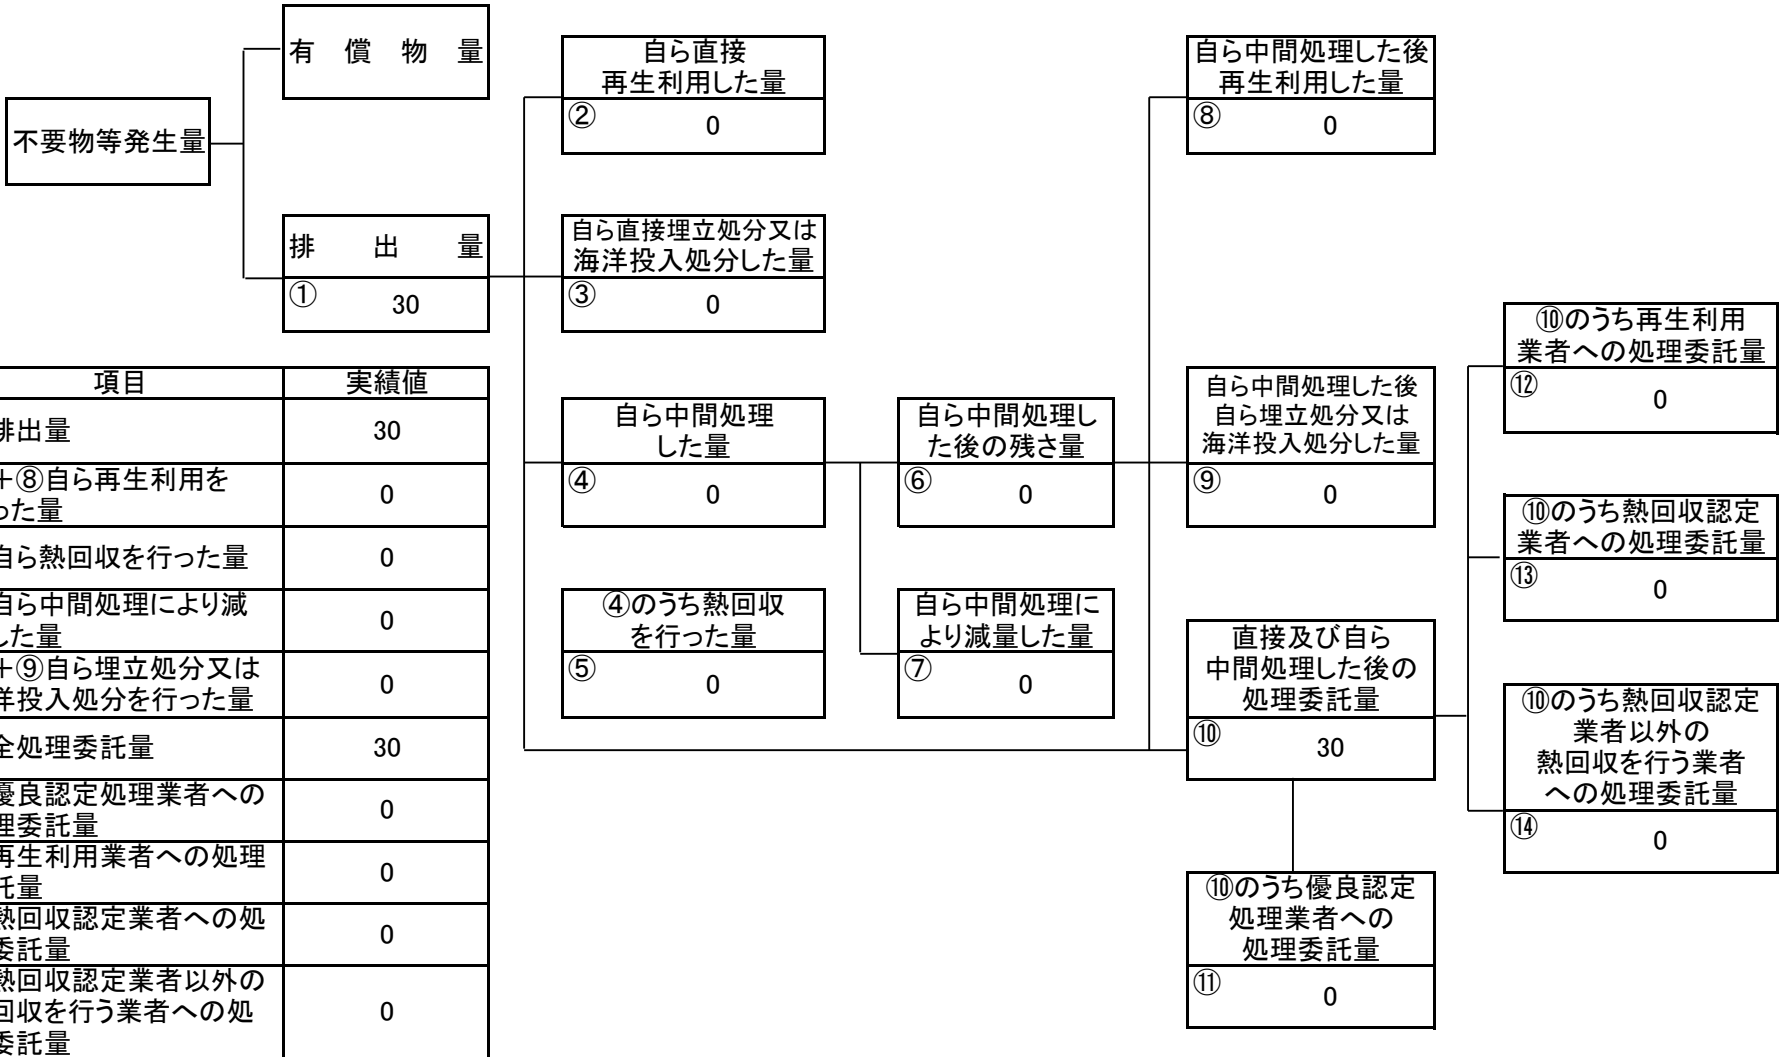 有　償　物　量
不要物等発生量
排　出　量
① 30
自ら直接
再生利用した量
② 0
自ら直接埋立処分又は
海洋投入処分した量
③ 0
自ら中間処理
した量
④ 0
④のうち熱回収
を行った量
⑤ 0
自ら中間処理し
た後の残さ量
⑥ 0
自ら中間処理に
より減量した量
⑦ 0
自ら中間処理した後
再生利用した量
⑧ 0
自ら中間処理した後
自ら埋立処分又は
海洋投入処分した量
⑨ 0
直接及び自ら
中間処理した後の
処理委託量
⑩ 30
⑩のうち優良認定
処理業者への
処理委託量
⑪ 0
⑩のうち再生利用
業者への処理委託量
⑫ 0
⑩のうち熱回収認定
業者への処理委託量
⑬ 0
⑩のうち熱回収認定
業者以外の
熱回収を行う業者
への処理委託量
⑭ 0
項目 実績値
排出量 30
＋⑧自ら再生利用を
った量 0
自ら熱回収を行った量 0
自ら中間処理により減
した量 0
＋⑨自ら埋立処分又は
洋投入処分を行った量 0
全処理委託量 30
優良認定処理業者への
理委託量 0
再生利用業者への処理
託量 0
熱回収認定業者への処
委託量 0
熱回収認定業者以外の
回収を行う業者への処
委託量 0